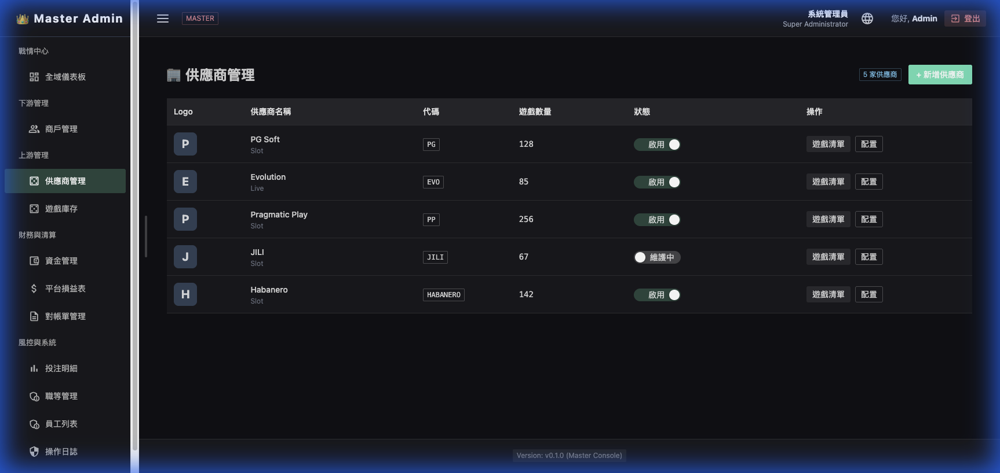 Master Admin
戰情中心
全域儀表板
下游管理
商戶管理
上游管理
供應商管理
遊戲庫存
財務與清算
資金管理
平台損益表
對帳單管理
風控與系統
投注明細
職等管理
員工列表
操作日誌
MASTER
系統管理員
Super Administrator
您好, Admin
登出
供應商管理
5 家供應商
+ 新增供應商
Logo 供應商名稱 代碼 遊戲數量 狀態 操作
P PG Soft PG 128 啟用 遊戲清單 配置
Slot
E Evolution EVO 85 啟用 遊戲清單 配置
Live
P Pragmatic Play PP 256 啟用 遊戲清單 配置
Slot
J JILI JILI 67 維護中 遊戲清單 配置
Slot
H Habanero HABANERO 142 啟用 遊戲清單 配置
Slot
Version: v0.1.0 (Master Console)